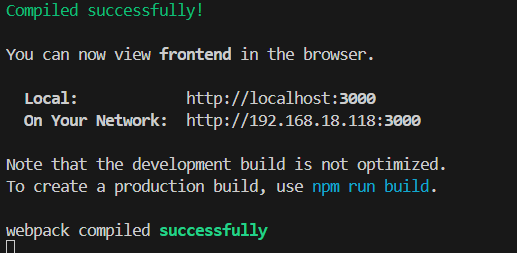 Compiled successfully!
You can now view frontend in the browser.
Local: http://localhost:3000
On Your Network: http://192.168.18.118:3000
Note that the development build is not optimized.
To create a production build, use npm run build.
webpack compiled successfully